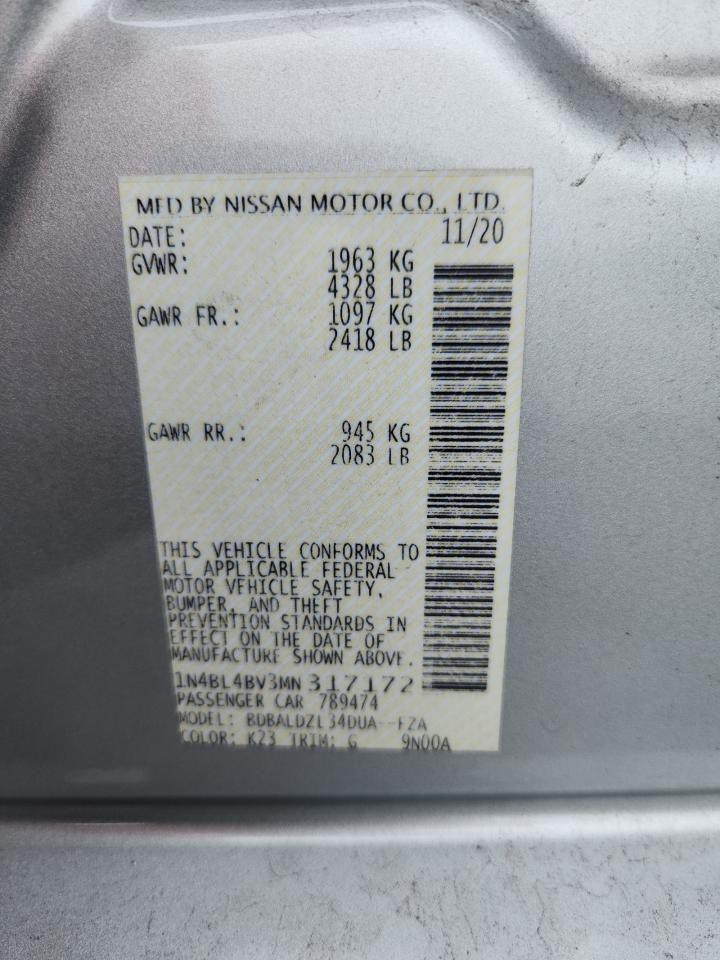 MFD BY NISSAN MOTOR CO., LTD.
DATE: 11/20
GVWR: 1963 KG
4328 LB
GAWR FR.: 1097 KG
2418 LB
GAWR RR.: 945 KG
2083 LB
THIS VEHICLE CONFORMS TO
ALL APPLICABLE FEDERAL
MOTOR VEHICLE SAFETY,
BUMPER, AND THEFT
PREVENTION STANDARDS IN
EFFECT ON THE DATE OF
MANUFACTURE SHOWN ABOVE.
1N4BL4BV3MN 317172
PASSENGER CAR 789474
MODEL: BDBALDZL34DUA--FZA
COLOR: K23 TRIM: G 9N00A